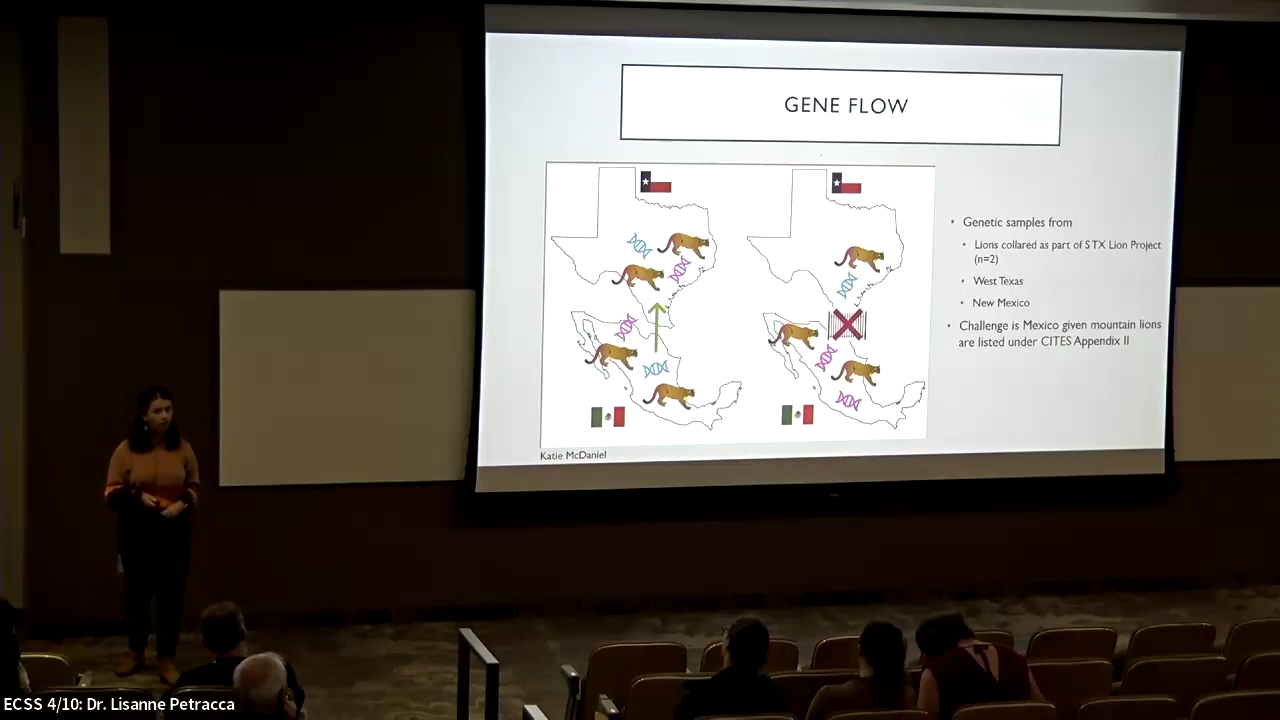 GENE FLOW
• Genetic samples from
• Lions collared as part of STX Lion Project
(n=2)
• West Texas
• New Mexico
• Challenge is Mexico given mountain lions
are listed under CITES Appendix II
Katie McDaniel
ECSS 4/10: Dr. Lisanne Petracca